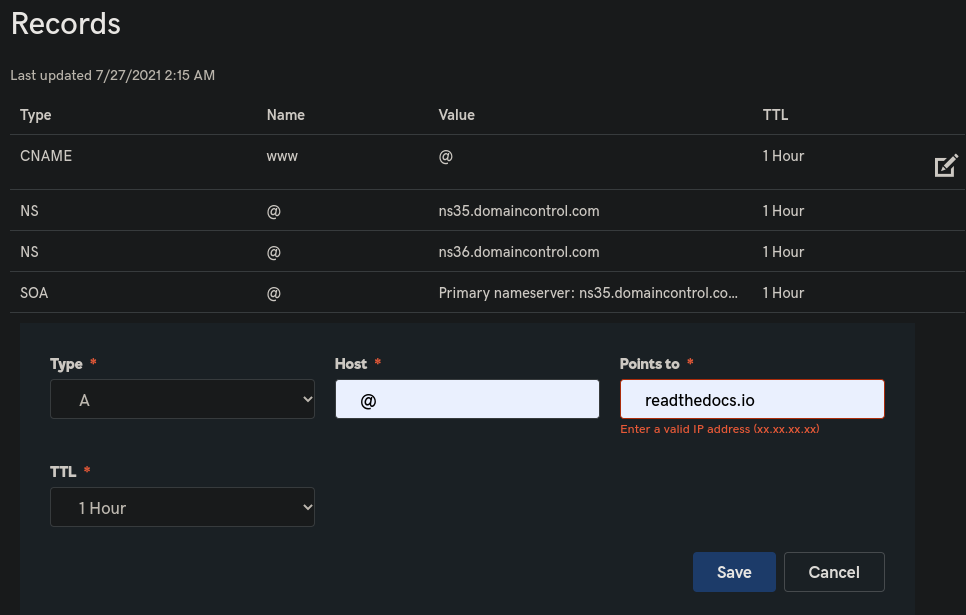 Records
Last updated 7/27/2021 2:15 AM
Type Name Value TTL
CNAME www @ 1 Hour
NS @ ns35.domaincontrol.com 1 Hour
NS @ ns36.domaincontrol.com 1 Hour
SOA @ Primary nameserver: ns35.domaincontrol.co... 1 Hour
Type * Host * Points to *
A @ readthedocs.io
Enter a valid IP address (xx.xx.xx.xx)
TTL *
1 Hour
Save Cancel